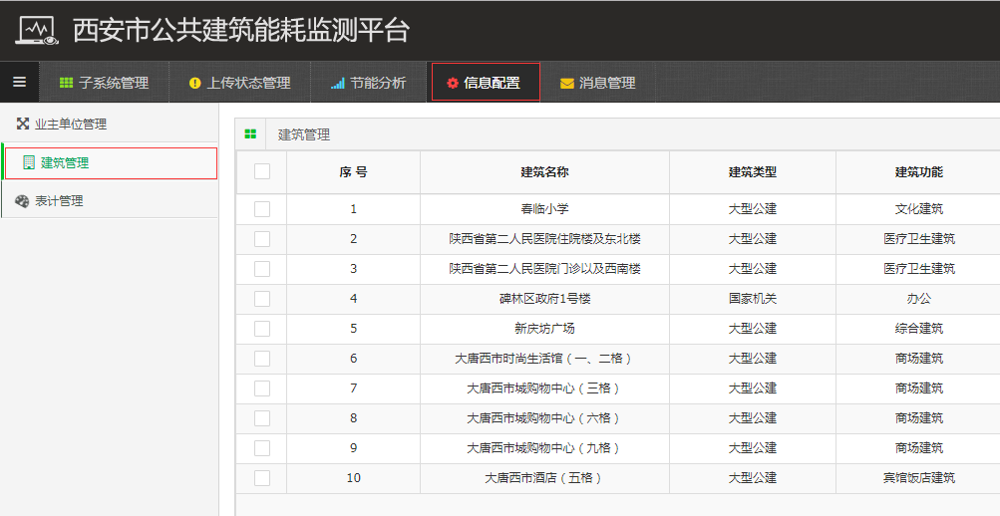 西安市公共建筑能耗监测平台
子系统管理 上传状态管理 节能分析 信息配置 消息管理
业主单位管理
建筑管理
表计管理
建筑管理
序 号 建筑名称 建筑类型 建筑功能
1 春临小学 大型公建 文化建筑
2 陕西省第二人民医院住院楼及东北楼 大型公建 医疗卫生建筑
3 陕西省第二人民医院门诊以及西南楼 大型公建 医疗卫生建筑
4 碑林区政府1号楼 国家机关 办公
5 新庆坊广场 大型公建 综合建筑
6 大唐西市时尚生活馆（一、二格） 大型公建 商场建筑
7 大唐西市城购物中心（三格） 大型公建 商场建筑
8 大唐西市城购物中心（六格） 大型公建 商场建筑
9 大唐西市城购物中心（九格） 大型公建 商场建筑
10 大唐西市酒店（五格） 大型公建 宾馆饭店建筑